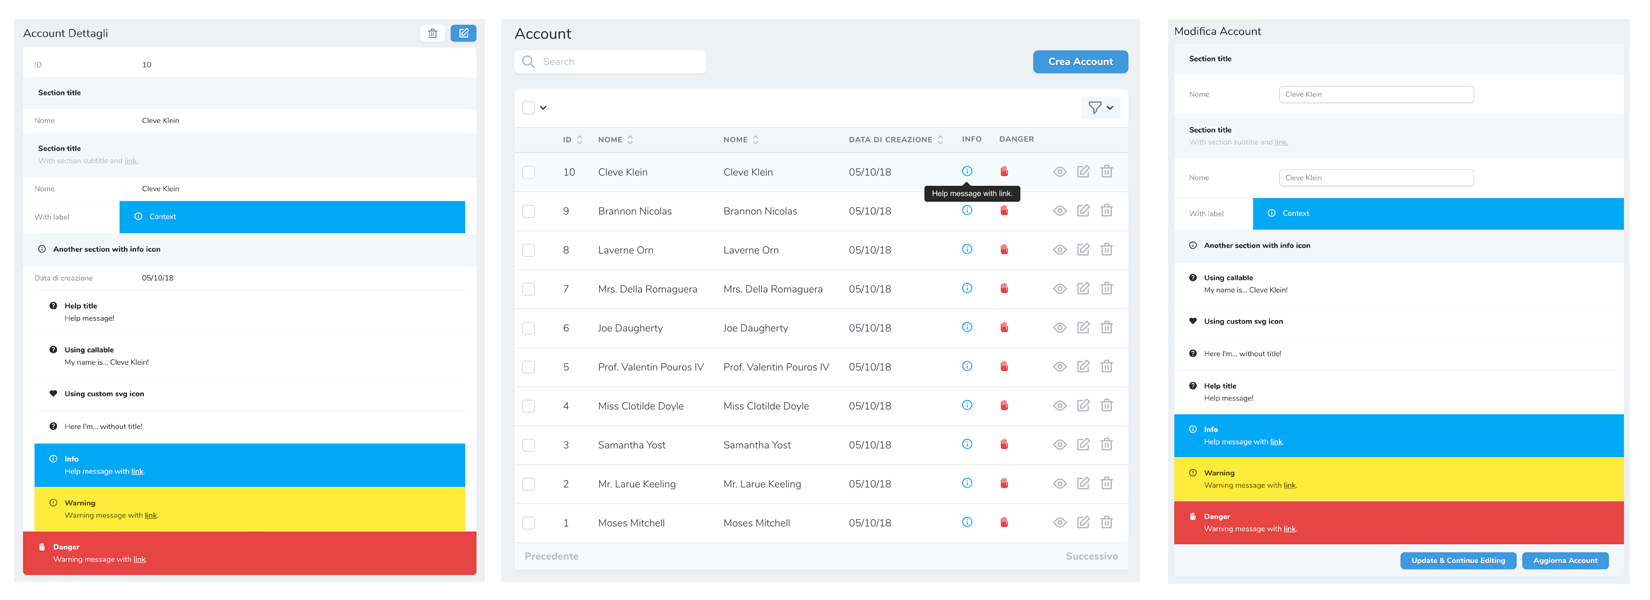 Account Dettagli
ID 10
Section title
Nome Cleve Klein
Section title
With section subtitle and link.
Nome Cleve Klein
With label Context
Another section with info icon
Data di creazione 05/10/18
Help title
Help message!
Using callable
My name is... Cleve Klein!
Using custom svg icon
Here I'm... without title!
Info
Help message with link.
Warning
Warning message with link.
Danger
Warning message with link.
Account
Search
Crea Account
ID NOME NOME DATA DI CREAZIONE INFO DANGER
10 Cleve Klein Cleve Klein 05/10/18
Help message with link.
9 Brannon Nicolas Brannon Nicolas 05/10/18
8 Laverne Orn Laverne Orn 05/10/18
7 Mrs. Della Romaguera Mrs. Della Romaguera 05/10/18
6 Joe Daugherty Joe Daugherty 05/10/18
5 Prof. Valentin Pouros IV Prof. Valentin Pouros IV 05/10/18
4 Miss Clotilde Doyle Miss Clotilde Doyle 05/10/18
3 Samantha Yost Samantha Yost 05/10/18
2 Mr. Larue Keeling Mr. Larue Keeling 05/10/18
1 Moses Mitchell Moses Mitchell 05/10/18
Precedente Successivo
Modifica Account
Section title
Nome Cleve Klein
Section title
With section subtitle and link.
Nome Cleve Klein
With label Context
Another section with info icon
Using callable
My name is... Cleve Klein!
Using custom svg icon
Here I'm... without title!
Help title
Help message!
Info
Help message with link.
Warning
Warning message with link.
Danger
Warning message with link.
Update & Continue Editing Aggiorna Account